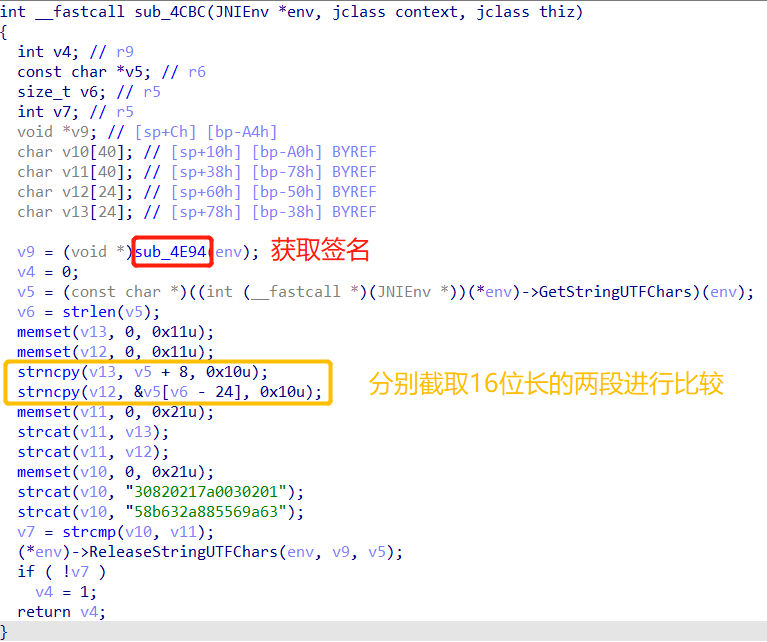 int __fastcall sub_4CBC(JNIEnv *env, jclass context, jclass thiz)
{
  int v4; // r9
  const char *v5; // r6
  size_t v6; // r5
  int v7; // r5
  void *v9; // [sp+Ch] [bp-A4h]
  char v10[40]; // [sp+10h] [bp-A0h] BYREF
  char v11[40]; // [sp+38h] [bp-78h] BYREF
  char v12[24]; // [sp+60h] [bp-50h] BYREF
  char v13[24]; // [sp+78h] [bp-38h] BYREF
  v9 = (void *)sub_4E94(env); 获取签名
  v4 = 0;
  v5 = (const char *)((int (__fastcall *)(JNIEnv *))(*env)->GetStringUTFChars)(env);
  v6 = strlen(v5);
  memset(v13, 0, 0x11u);
  memset(v12, 0, 0x11u);
  strncpy(v13, v5 + 8, 0x10u);
  strncpy(v12, &v5[v6 - 24], 0x10u); 分别截取16位长的两段进行比较
  memset(v11, 0, 0x21u);
  strcat(v11, v13);
  strcat(v11, v12);
  memset(v10, 0, 0x21u);
  strcat(v10, "30820217a0030201");
  strcat(v10, "58b632a885569a63");
  v7 = strcmp(v10, v11);
  (*env)->ReleaseStringUTFChars(env, v9, v5);
  if ( !v7 )
    v4 = 1;
  return v4;
}